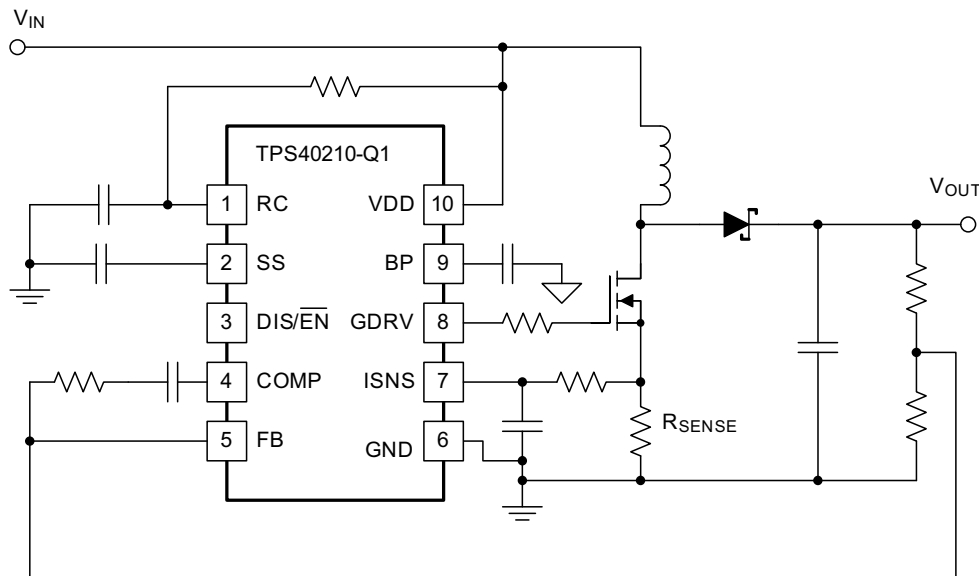 VIN
TPS40210-Q1
1 RC VDD 10
VOUT
2 SS BP 9
3 DIS/EN GDRV 8
4 COMP ISNS 7
RSENSE
5 FB GND 6